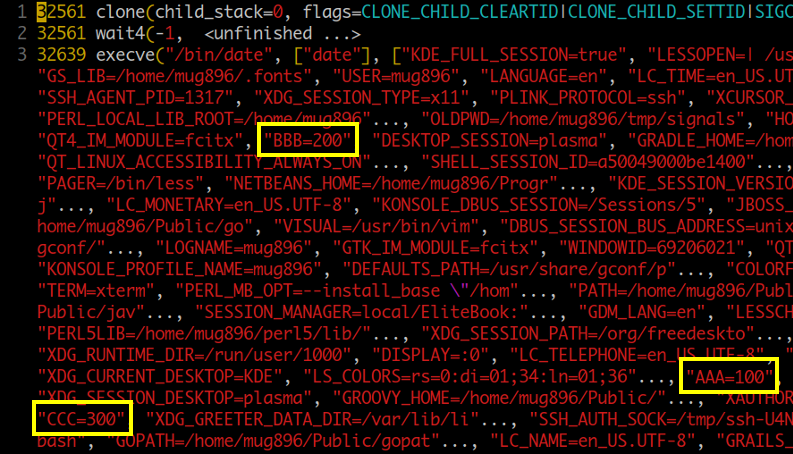 1 32561 clone(child_stack=0, flags=CLONE_CHILD_CLEARTID|CLONE_CHILD_SETTID|SIGC
2 32561 wait4(-1,  <unfinished ...>
3 32639 execve("/bin/date", ["date"], ["KDE_FULL_SESSION=true", "LESSOPEN=| /us
"GS_LIB=/home/mug896/.fonts", "USER=mug896", "LANGUAGE=en", "LC_TIME=en_US.UT
"SSH_AGENT_PID=1317", "XDG_SESSION_TYPE=x11", "PLINK_PROTOCOL=ssh", "XCURSOR_
"PERL_LOCAL_LIB_ROOT=/home/mug896"..., "OLDPWD=/home/mug896/tmp/signals", "HO
"QT4_IM_MODULE=fcitx", "BBB=200", "DESKTOP_SESSION=plasma", "GRADLE_HOME=/hom
"QT_LINUX_ACCESSIBILITY_ALWAYS_ON"..., "SHELL_SESSION_ID=a50049000be1400"...,
"PAGER=/bin/less", "NETBEANS_HOME=/home/mug896/Progr"..., "KDE_SESSION_VERSIO
j"..., "LC_MONETARY=en_US.UTF-8", "KONSOLE_DBUS_SESSION=/Sessions/5", "JBOSS_
home/mug896/Public/go", "VISUAL=/usr/bin/vim", "DBUS_SESSION_BUS_ADDRESS=unix
gconf/"..., "LOGNAME=mug896", "GTK_IM_MODULE=fcitx", "WINDOWID=69206021", "QT
"KONSOLE_PROFILE_NAME=mug896", "DEFAULTS_PATH=/usr/share/gconf/p"..., "COLORF
"TERM=xterm", "PERL_MB_OPT=--install_base \"/hom"..., "PATH=/home/mug896/Publ
Public/jav"..., "SESSION_MANAGER=local/EliteBook:"..., "GDM_LANG=en", "LESSCH
"PERL5LIB=/home/mug896/perl5/lib/"..., "XDG_SESSION_PATH=/org/freedeskto"...,
"XDG_RUNTIME_DIR=/run/user/1000", "DISPLAY=:0", "LC_TELEPHONE=en_US.UTF-8",
"XDG_CURRENT_DESKTOP=KDE", "LS_COLORS=rs=0:di=01;34:ln=01;36"..., "AAA=100",
"XDG_SESSION_DESKTOP=plasma", "GROOVY_HOME=/home/mug896/Public/"..., "XAUTHOR
"CCC=300", "XDG_GREETER_DATA_DIR=/var/lib/li"..., "SSH_AUTH_SOCK=/tmp/ssh-U4N
bash", "GOPATH=/home/mug896/Public/gopat"..., "LC_NAME=en_US.UTF-8", "GRAILS_